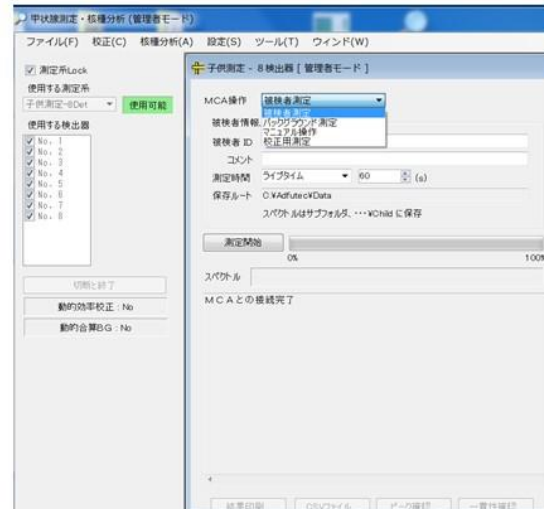 甲状腺測定・核種分析 (管理者モード)
ファイル(F) 校正(C) 核種分析(A) 設定(S) ツール(T) ウィンド(W)
測定系Lock
使用する測定系
子供測定-8Det
使用可能
使用する検出器
No. 1
No. 2
No. 3
No. 4
No. 5
No. 6
No. 7
No. 8
切断と終了
動的効率校正 : No
動的合算BG : No
子供測定 - 8検出器 [ 管理者モード ]
MCA操作 被検者測定
被検者測定
バックグラウンド測定
マニュアル操作
校正用測定
被検者情報
被検者 ID
コメント
測定時間 ライブタイム 60 (s)
保存ルート C:¥Adfutec¥Data
スペクトルはサブフォルダ、・・・¥Child に保存
測定開始
0% 100%
スペクトル
MCAとの接続完了
結果印刷 CSVファイル ピーク確認 一貫性確認